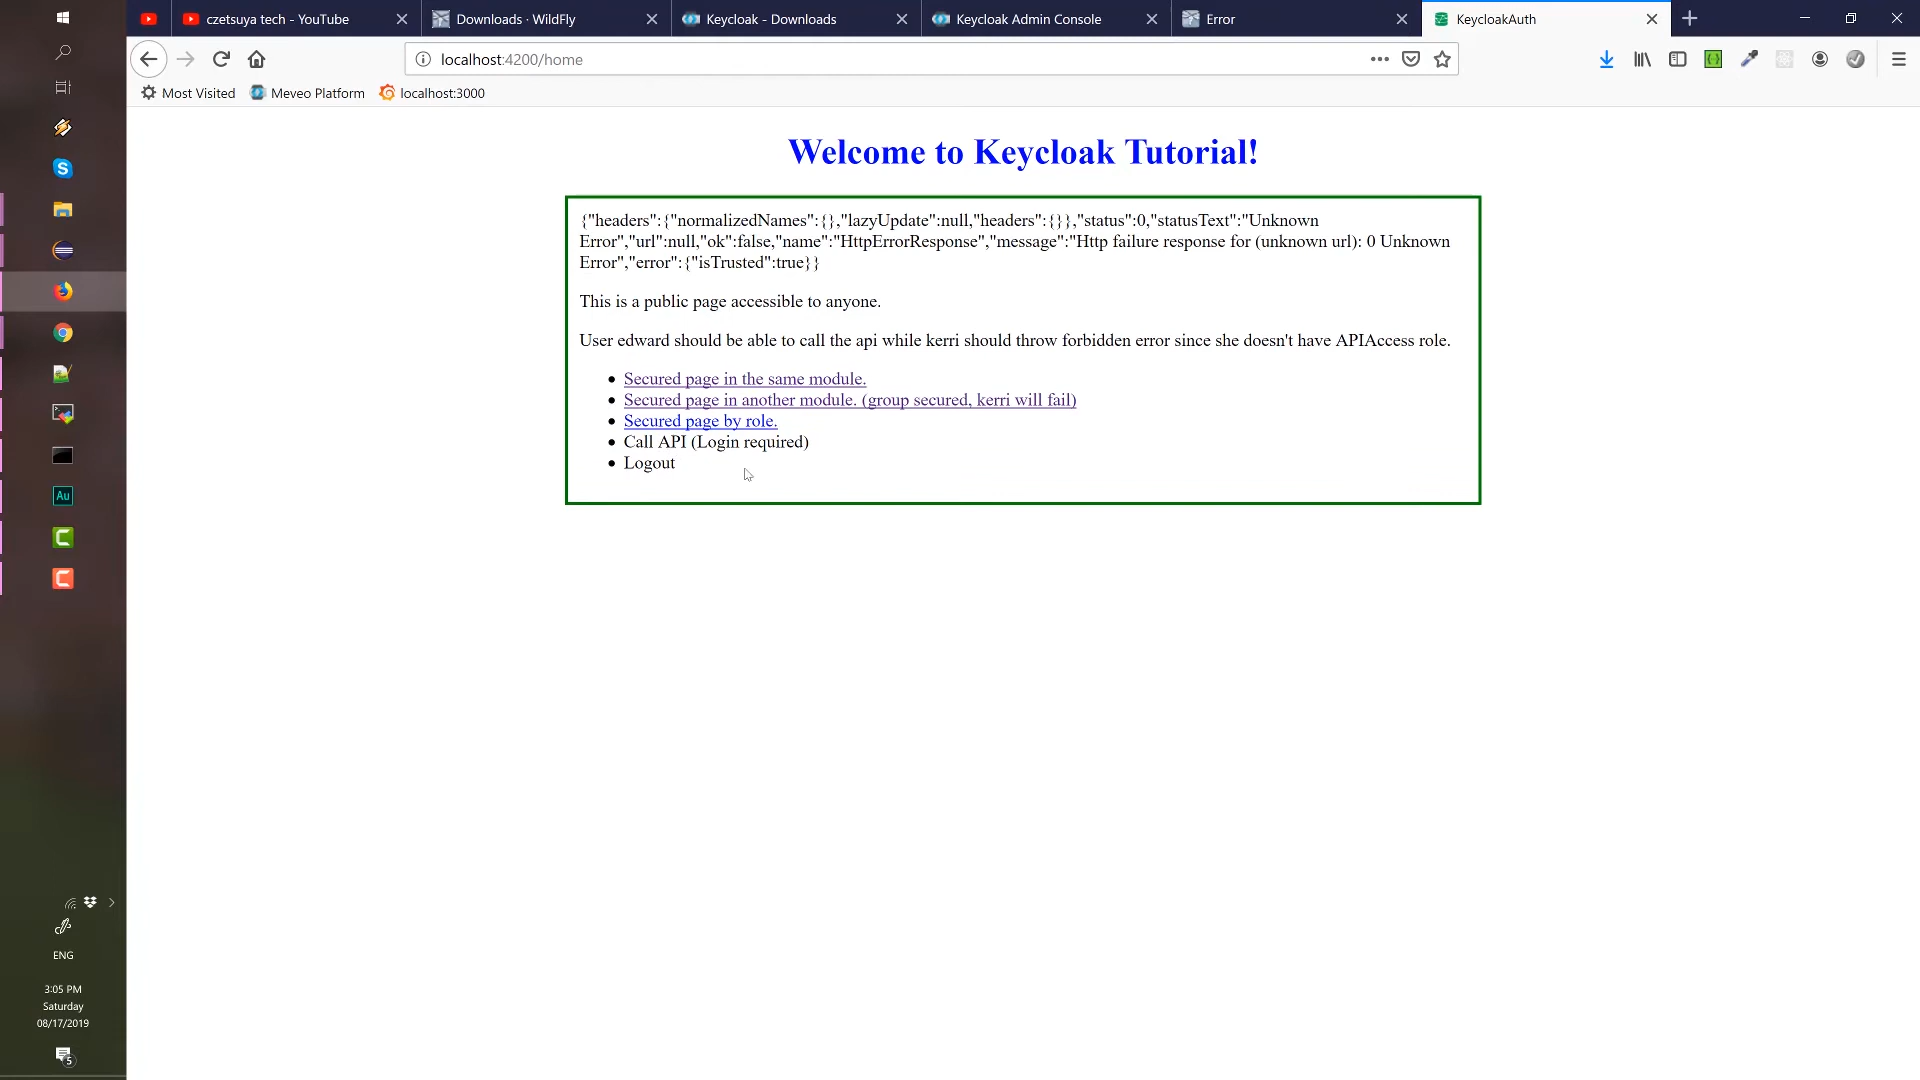 czetsuya tech - YouTube
Downloads · WildFly
Keycloak - Downloads
Keycloak Admin Console
Error
KeycloakAuth
localhost:4200/home
Most Visited
Meveo Platform
localhost:3000
Welcome to Keycloak Tutorial!
{"headers":{"normalizedNames":{},"lazyUpdate":null,"headers":{}},"status":0,"statusText":"Unknown
Error","url":null,"ok":false,"name":"HttpErrorResponse","message":"Http failure response for (unknown url): 0 Unknown
Error","error":{"isTrusted":true}}
This is a public page accessible to anyone.
User edward should be able to call the api while kerri should throw forbidden error since she doesn't have APIAccess role.
Secured page in the same module.
Secured page in another module. (group secured, kerri will fail)
Secured page by role.
Call API (Login required)
Logout
S
Au
C
C
ENG
3:05 PM
Saturday
08/17/2019
5